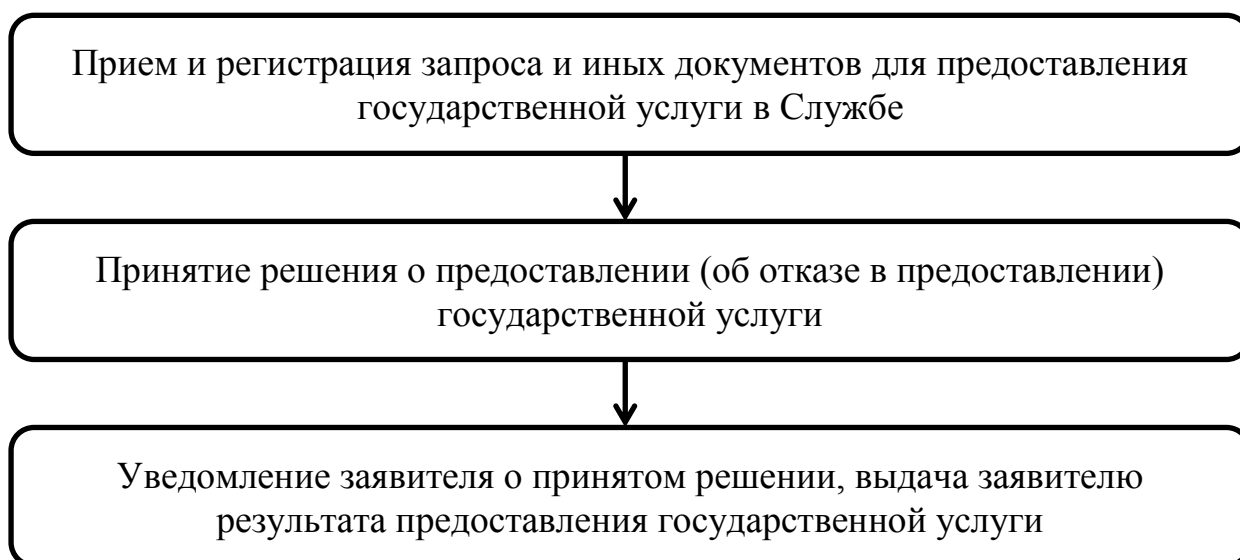 Прием и регистрация запроса и иных документов для предоставления
государственной услуги в Службе
Принятие решения о предоставлении (об отказе в предоставлении)
государственной услуги
Уведомление заявителя о принятом решении, выдача заявителю
результата предоставления государственной услуги